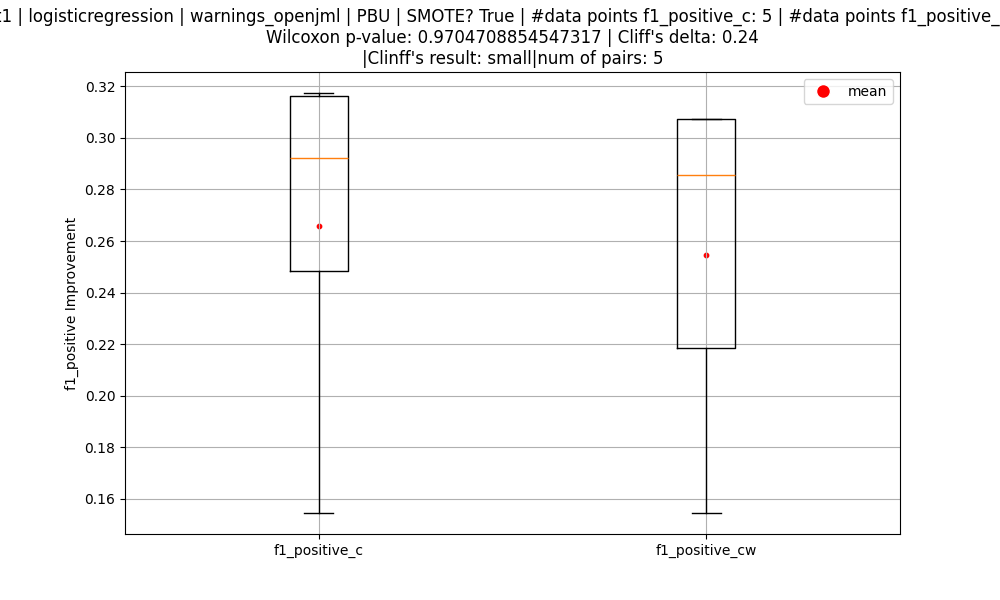 | logisticregression | warnings_openjml | PBU | SMOTE? True | #data points f1_positive_c: 5 | #data points f1_positive_
Wilcoxon p-value: 0.9704708854547317 | Cliff's delta: 0.24
|Clinff's result: small|num of pairs: 5
mean
0.32
0.30
0.28
0.26
0.24
0.22
0.20
0.18
0.16
f1_positive Improvement
f1_positive_c
f1_positive_cw